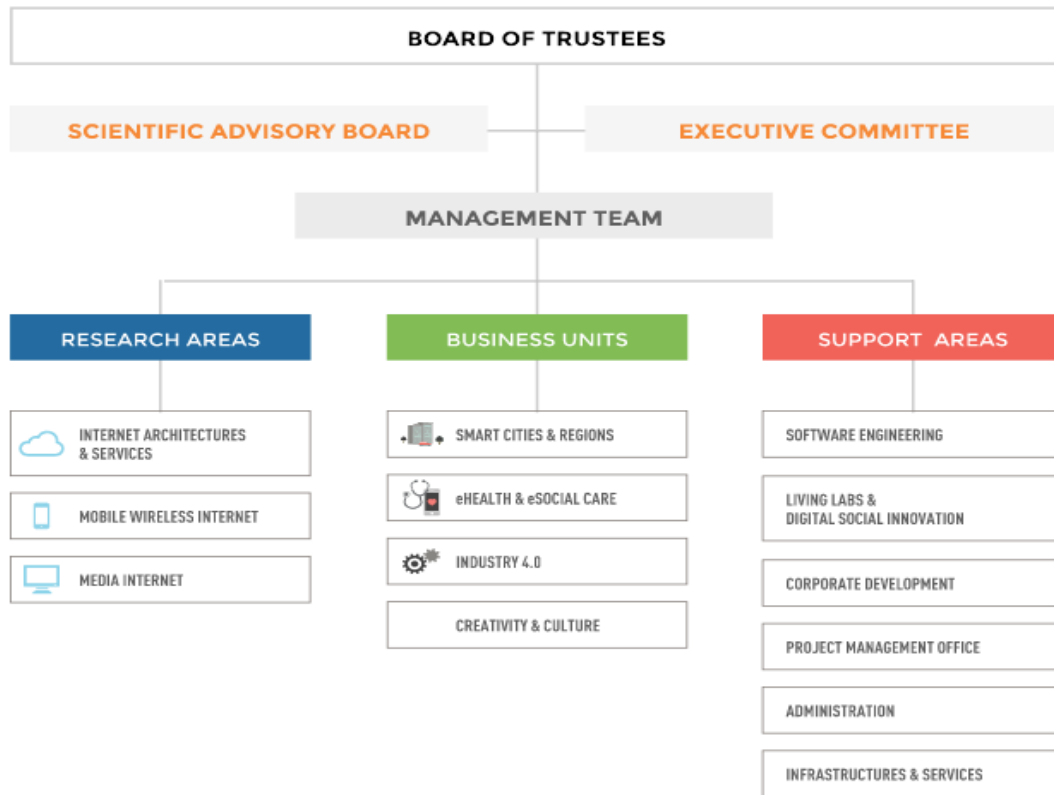 BOARD OF TRUSTEES
SCIENTIFIC ADVISORY BOARD
EXECUTIVE COMMITTEE
MANAGEMENT TEAM
RESEARCH AREAS
INTERNET ARCHITECTURES
& SERVICES
MOBILE WIRELESS INTERNET
MEDIA INTERNET
BUSINESS UNITS
SMART CITIES & REGIONS
eHEALTH & eSOCIAL CARE
INDUSTRY 4.0
CREATIVITY & CULTURE
SUPPORT AREAS
SOFTWARE ENGINEERING
LIVING LABS &
DIGITAL SOCIAL INNOVATION
CORPORATE DEVELOPMENT
PROJECT MANAGEMENT OFFICE
ADMINISTRATION
INFRASTRUCTURES & SERVICES